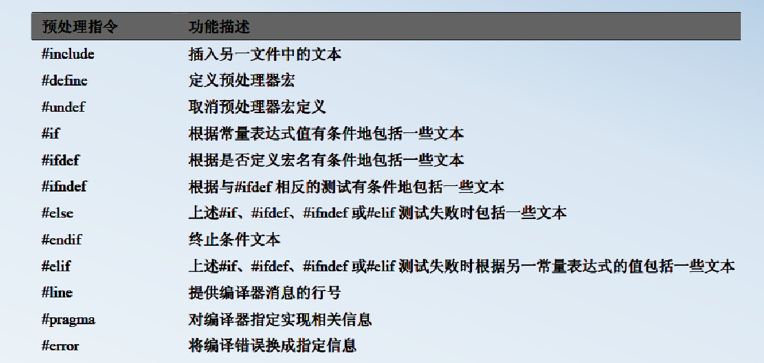 预处理指令 功能描述
#include 插入另一文件中的文本
#define 定义预处理器宏
#undef 取消预处理器宏定义
#if 根据常量表达式值有条件地包括一些文本
#ifdef 根据是否定义宏名有条件地包括一些文本
#ifndef 根据与#ifdef 相反的测试有条件地包括一些文本
#else 上述#if、#ifdef、#ifndef 或#elif 测试失败时包括一些文本
#endif 终止条件文本
#elif 上述#if、#ifdef、#ifndef 或#elif 测试失败时根据另一常量表达式的值包括一些文本
#line 提供编译器消息的行号
#pragma 对编译器指定实现相关信息
#error 将编译错误换成指定信息